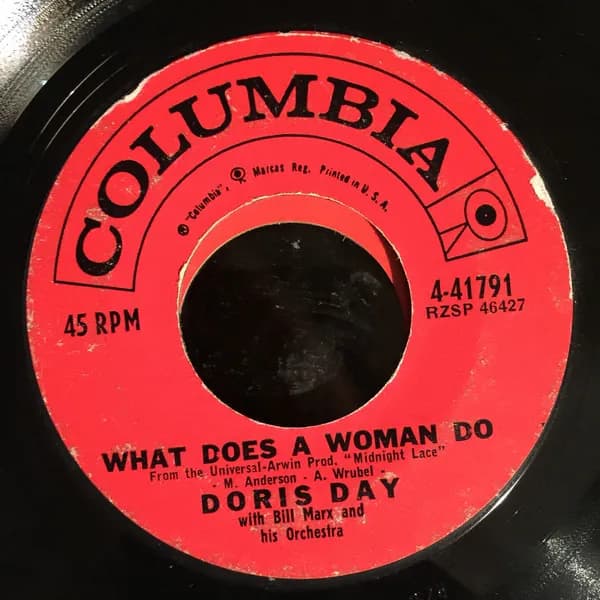 COLUMBIA
® "Columbia", Marcas Reg. Printed in U.S.A.
45 RPM
4-41791
RZSP 46427
WHAT DOES A WOMAN DO
From the Universal-Arwin Prod. "Midnight Lace"
- M. Anderson - A. Wrubel -
DORIS DAY
with Bill Marx and
his Orchestra